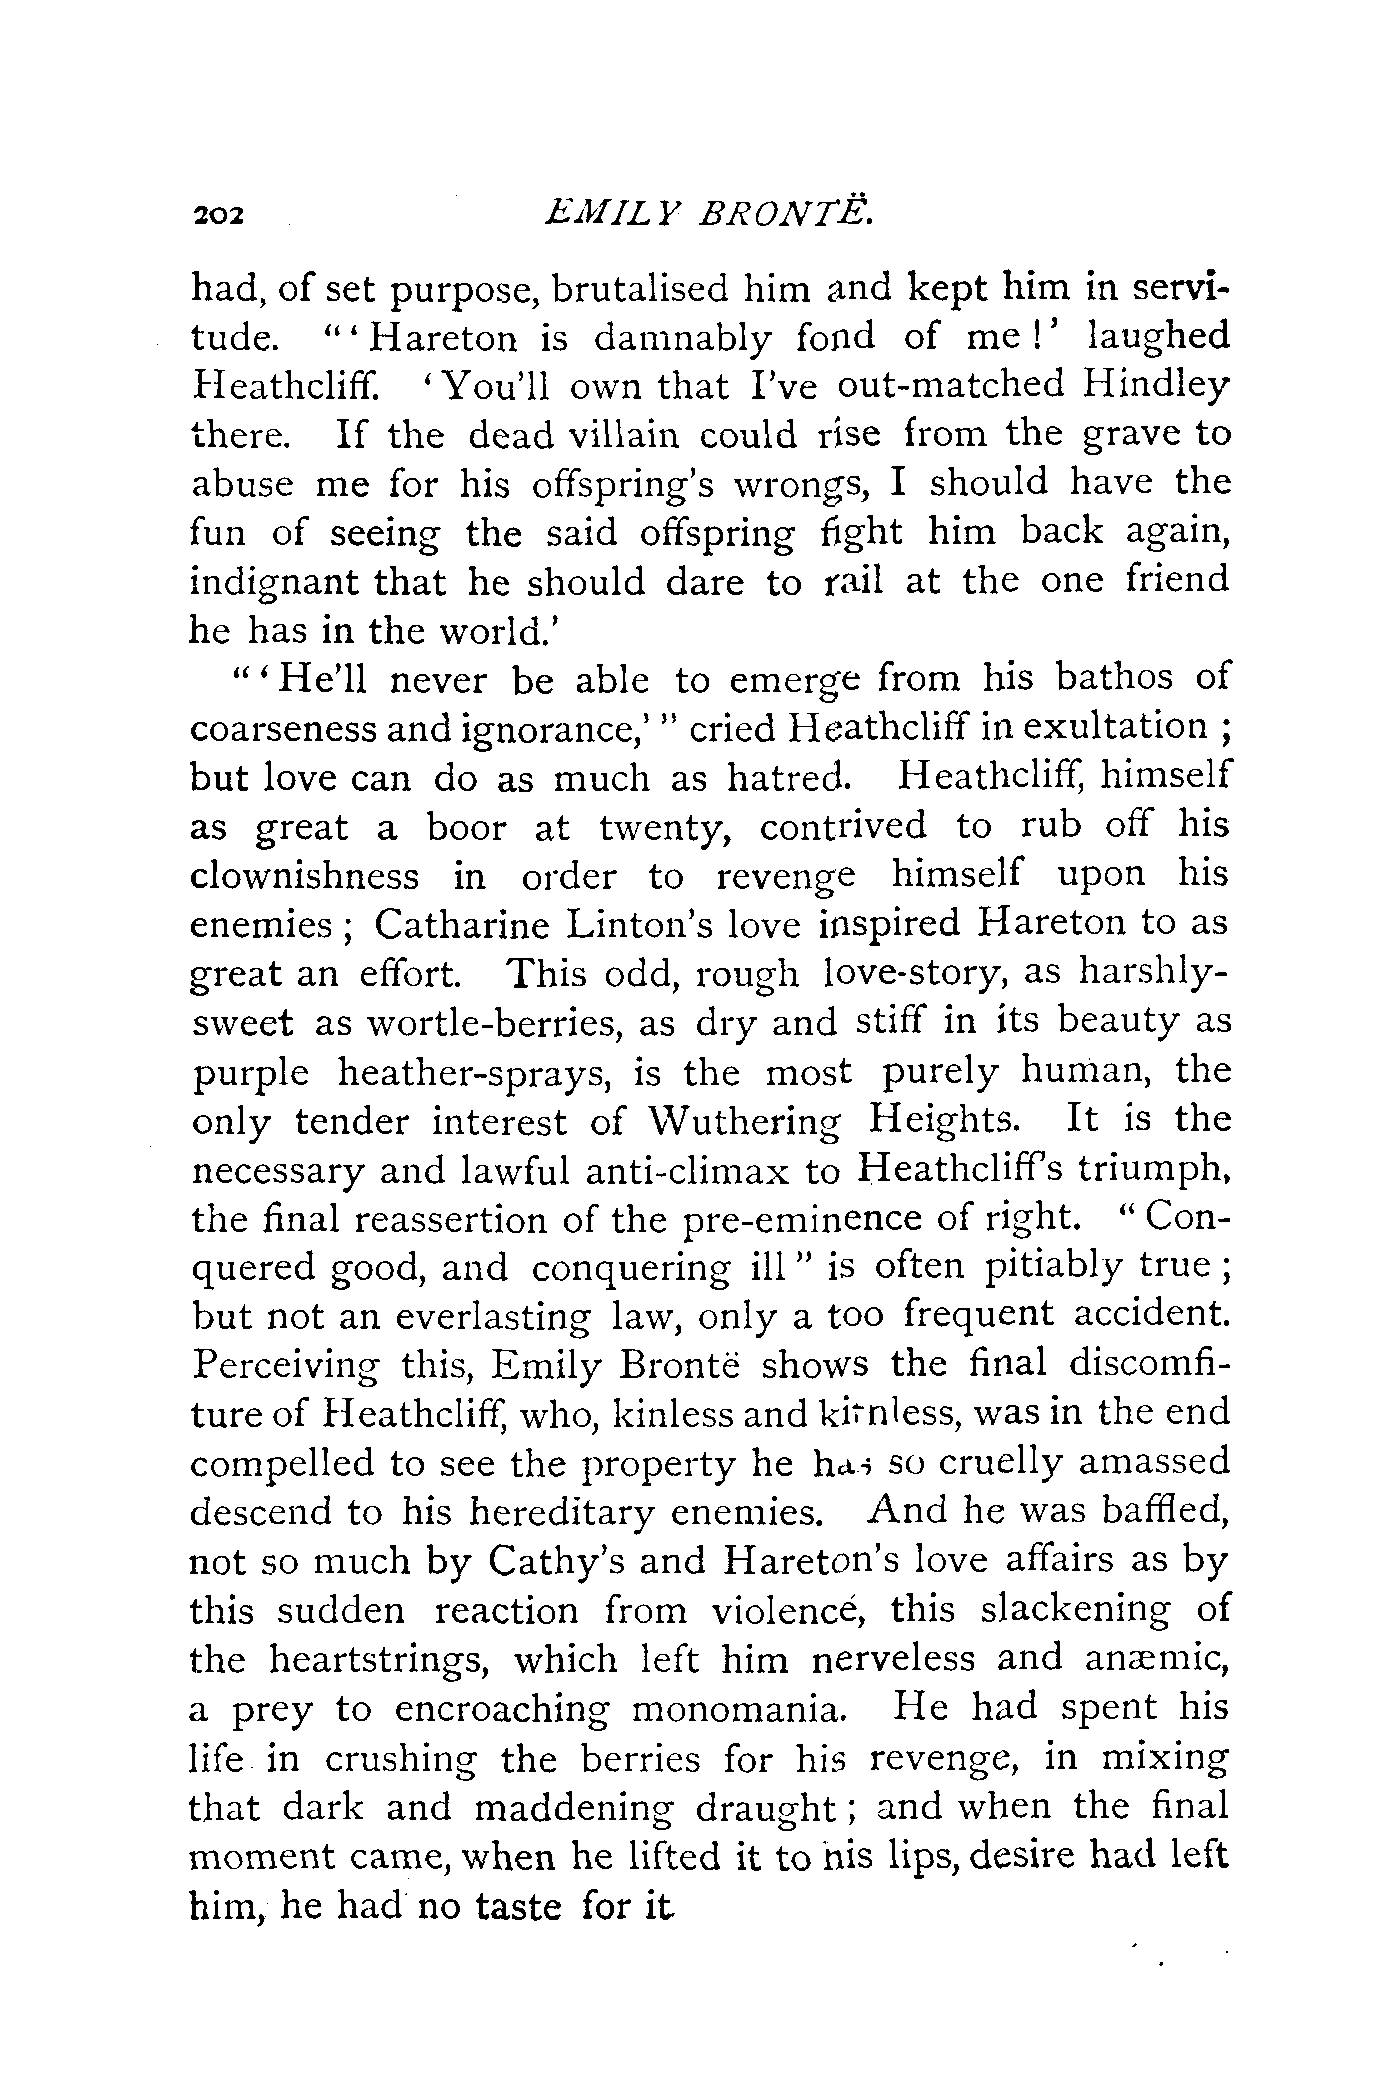 202 EMILY BRONTË.
had, of set purpose, brutalised him and kept him in servi-
tude. "'Hareton is damnably fond of me!' laughed
Heathcliff. 'You'll own that I've out-matched Hindley
there. If the dead villain could rise from the grave to
abuse me for his offspring's wrongs, I should have the
fun of seeing the said offspring fight him back again,
indignant that he should dare to rail at the one friend
he has in the world.'
"'He'll never be able to emerge from his bathos of
coarseness and ignorance,'" cried Heathcliff in exultation;
but love can do as much as hatred. Heathcliff, himself
as great a boor at twenty, contrived to rub off his
clownishness in order to revenge himself upon his
enemies; Catharine Linton's love inspired Hareton to as
great an effort. This odd, rough love-story, as harshly-
sweet as wortle-berries, as dry and stiff in its beauty as
purple heather-sprays, is the most purely human, the
only tender interest of Wuthering Heights. It is the
necessary and lawful anti-climax to Heathcliff's triumph,
the final reassertion of the pre-eminence of right. "Con-
quered good, and conquering ill" is often pitiably true;
but not an everlasting law, only a too frequent accident.
Perceiving this, Emily Brontë shows the final discomfi-
ture of Heathcliff, who, kinless and kitnless, was in the end
compelled to see the property he has so cruelly amassed
descend to his hereditary enemies. And he was baffled,
not so much by Cathy's and Hareton's love affairs as by
this sudden reaction from violence, this slackening of
the heartstrings, which left him nerveless and anæmic,
a prey to encroaching monomania. He had spent his
life in crushing the berries for his revenge, in mixing
that dark and maddening draught; and when the final
moment came, when he lifted it to his lips, desire had left
him, he had no taste for it